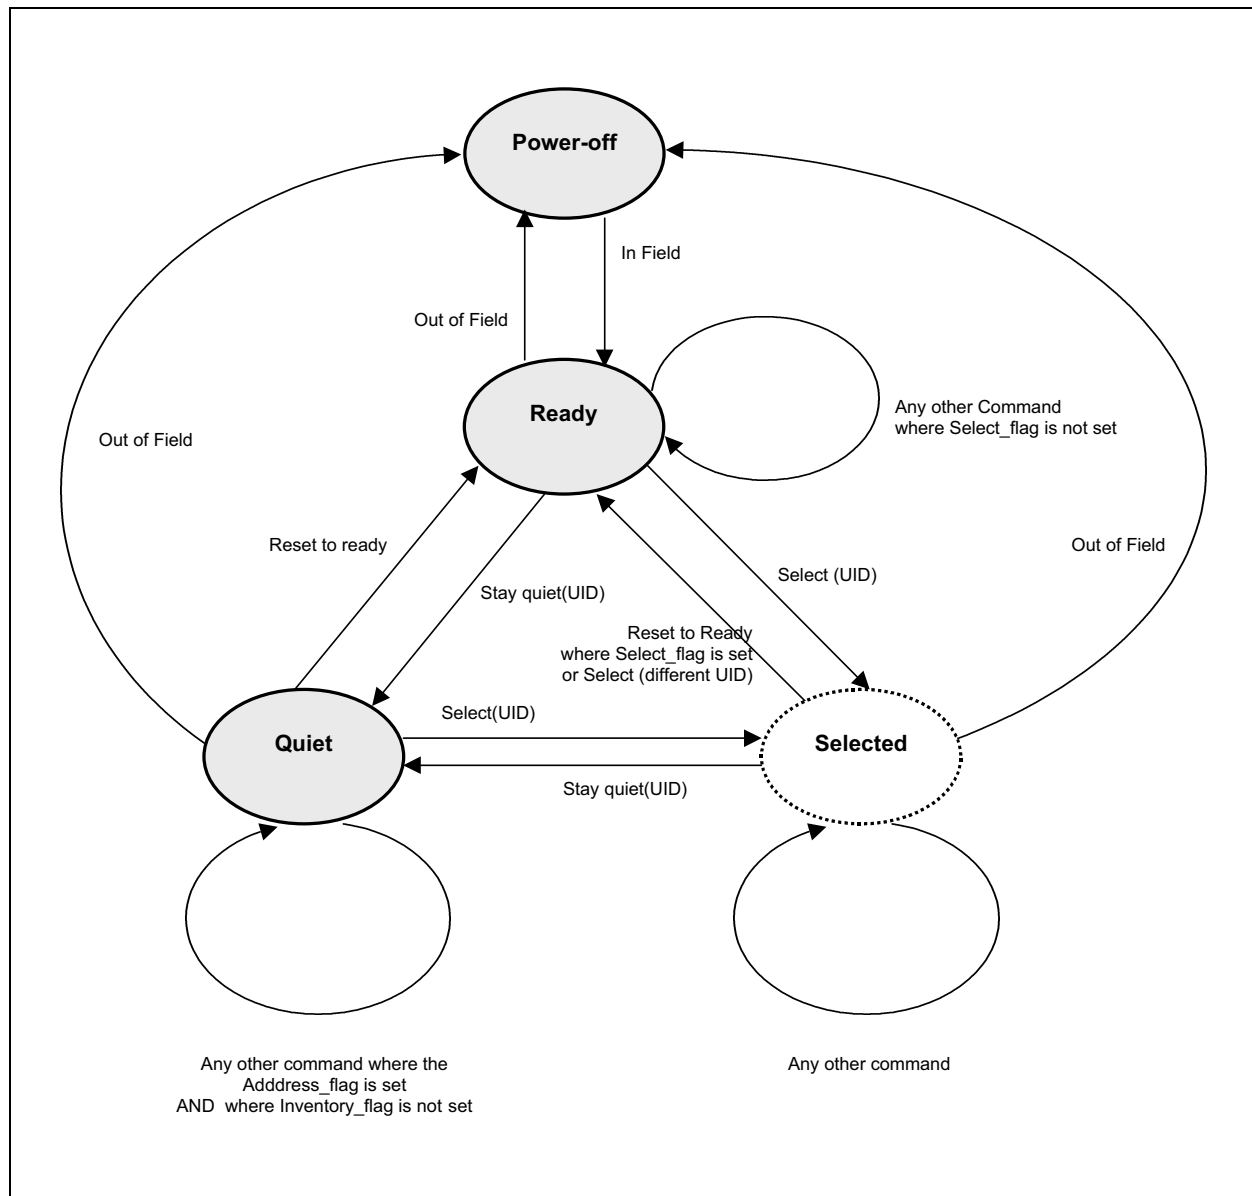 Power-off
In Field
Out of Field
Ready
Any other Command
where Select_flag is not set
Out of Field
Reset to ready
Out of Field
Select (UID)
Stay quiet(UID)
Reset to Ready
where Select_flag is set
or Select (different UID)
Select(UID)
Quiet
Selected
Stay quiet(UID)
Any other command where the
Adddress_flag is set
AND where Inventory_flag is not set
Any other command